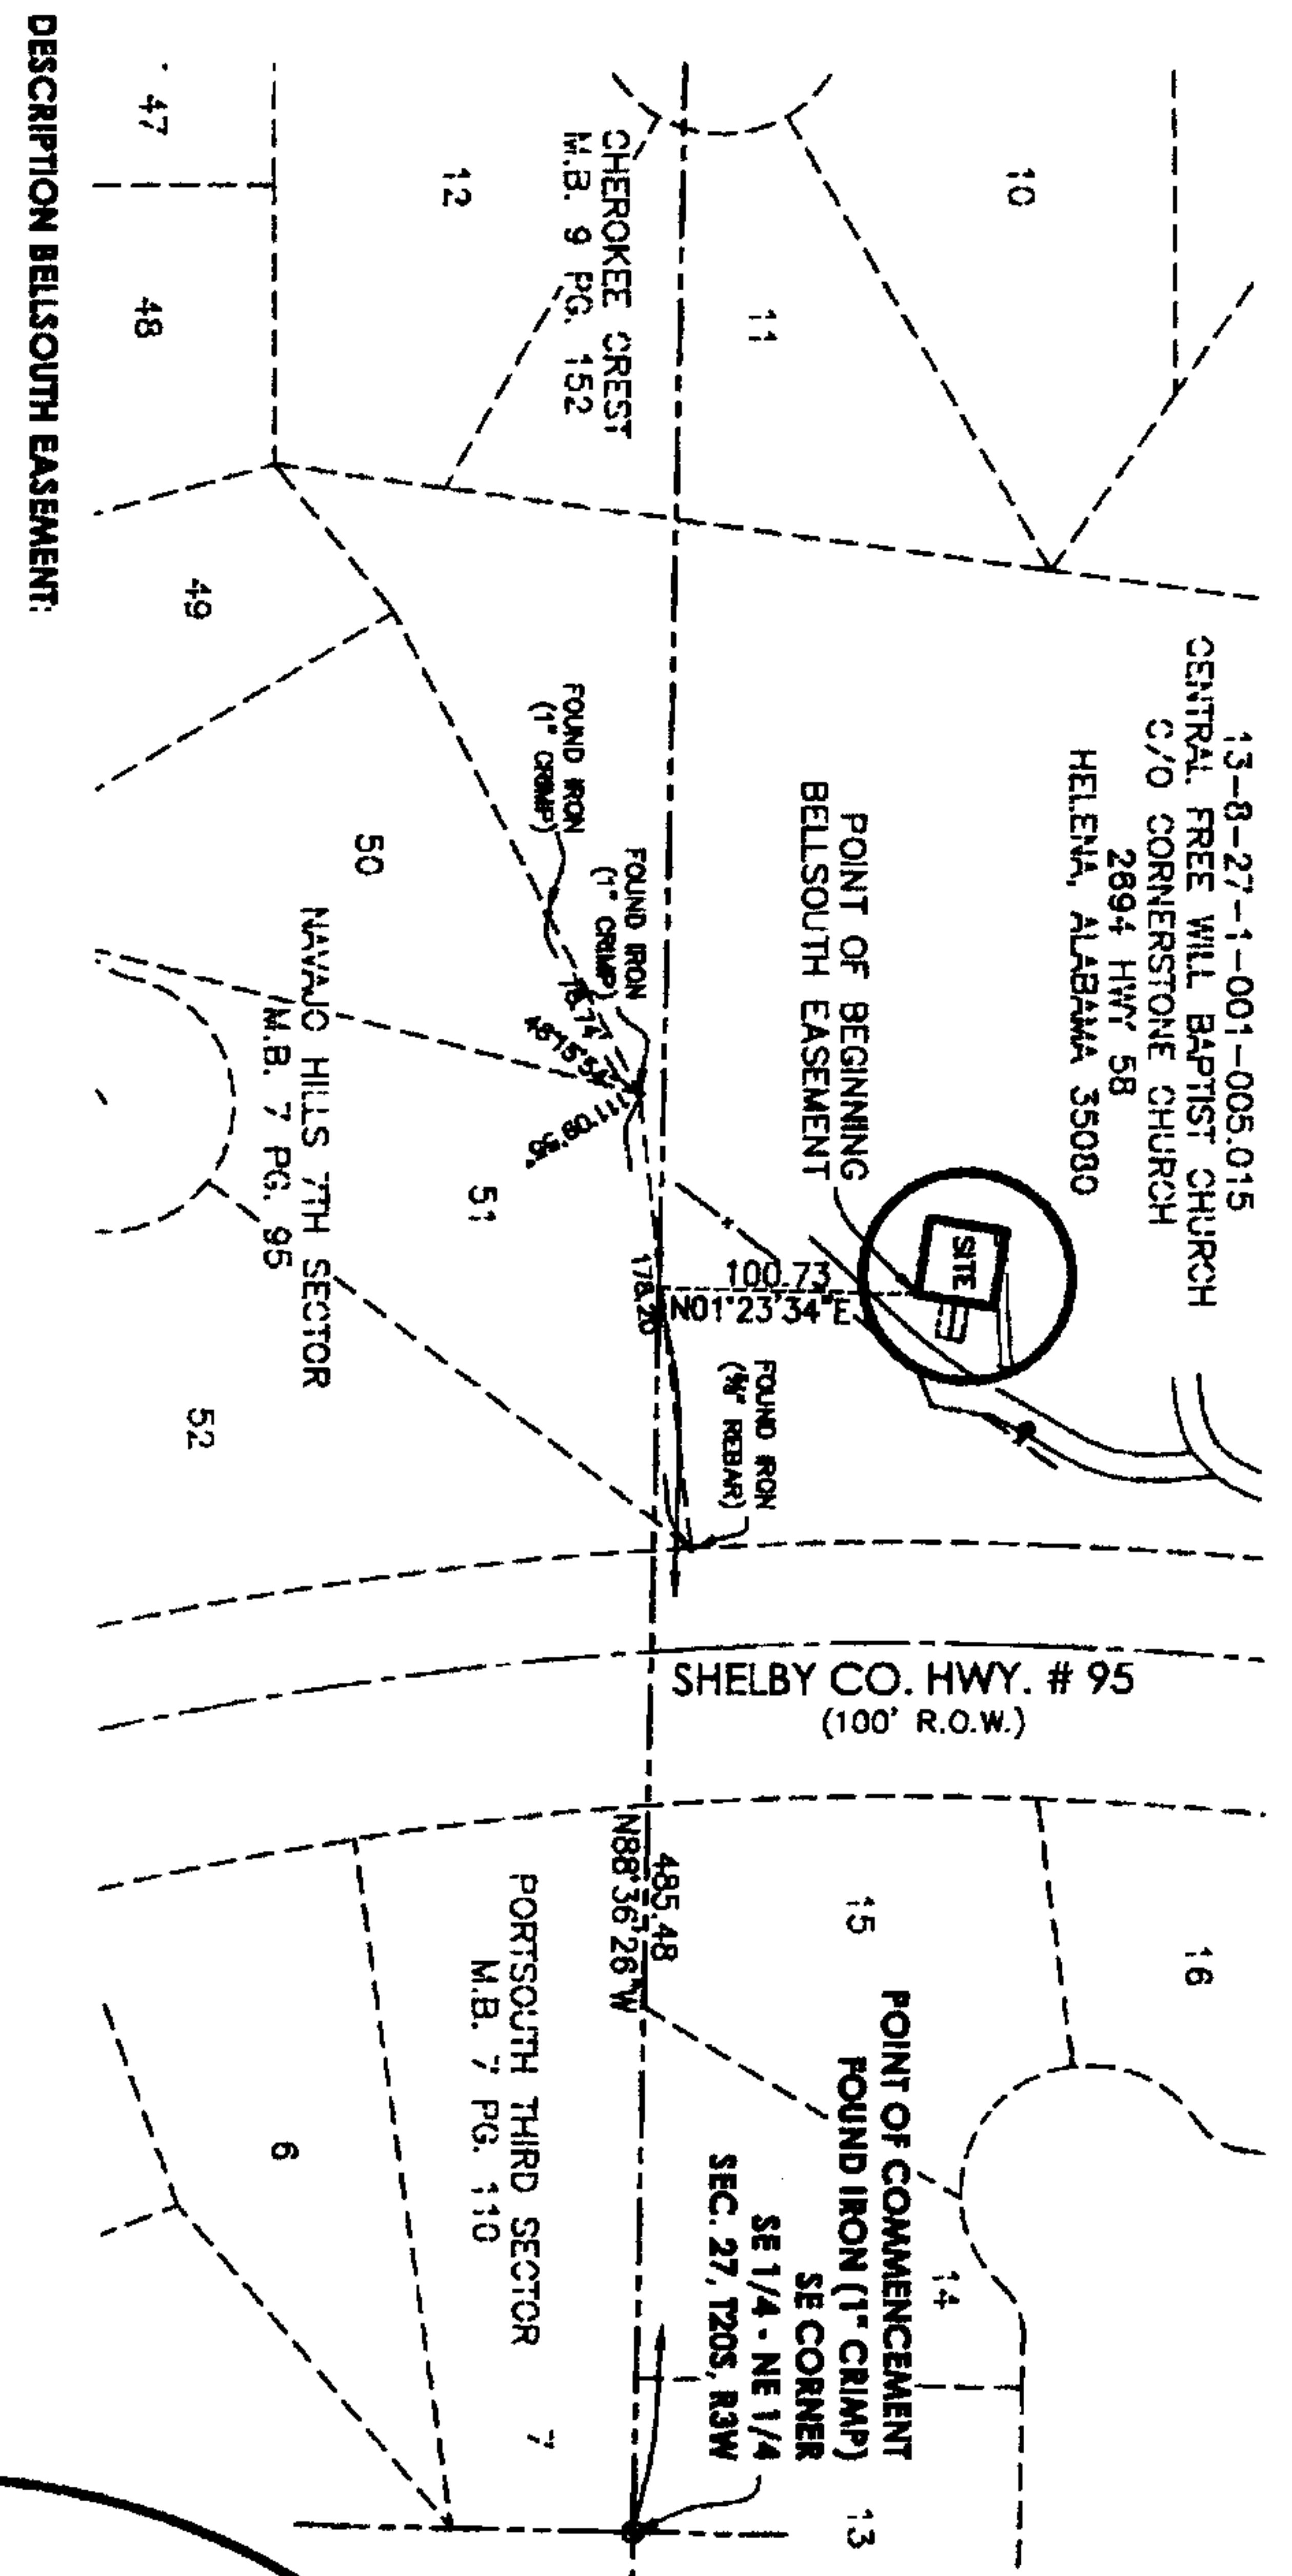 13-8-27-1-001-005.015
CENTRAL FREE WILL BAPTIST CHURCH
C/O CORNERSTONE CHURCH
2694 HWY 58
HELENA, ALABAMA 35080
10
11
12
CHEROKEE CREST
M.B. 9 PG. 152
47
48
49
50
51
52
NAVAJO HILLS 7TH SECTOR
M.B. 7 PG. 95
FOUND IRON
(1" CRIMP)
FOUND IRON
(1" CRIMP)
111°09'
178.20
POINT OF BEGINNING
BELLSOUTH EASEMENT
SITE
100.73
N01°23'34"E
FOUND IRON
(⅝" REBAR)
SHELBY CO. HWY. # 95
(100' R.O.W.)
485.48
N88°36'26"W
15
16
14
13
POINT OF COMMENCEMENT
FOUND IRON (1" CRIMP)
SE CORNER
SE 1/4 - NE 1/4
SEC. 27, T20S, R3W
PORTSOUTH THIRD SECTOR
M.B. 7 PG. 110
6
7
DESCRIPTION BELLSOUTH EASEMENT: